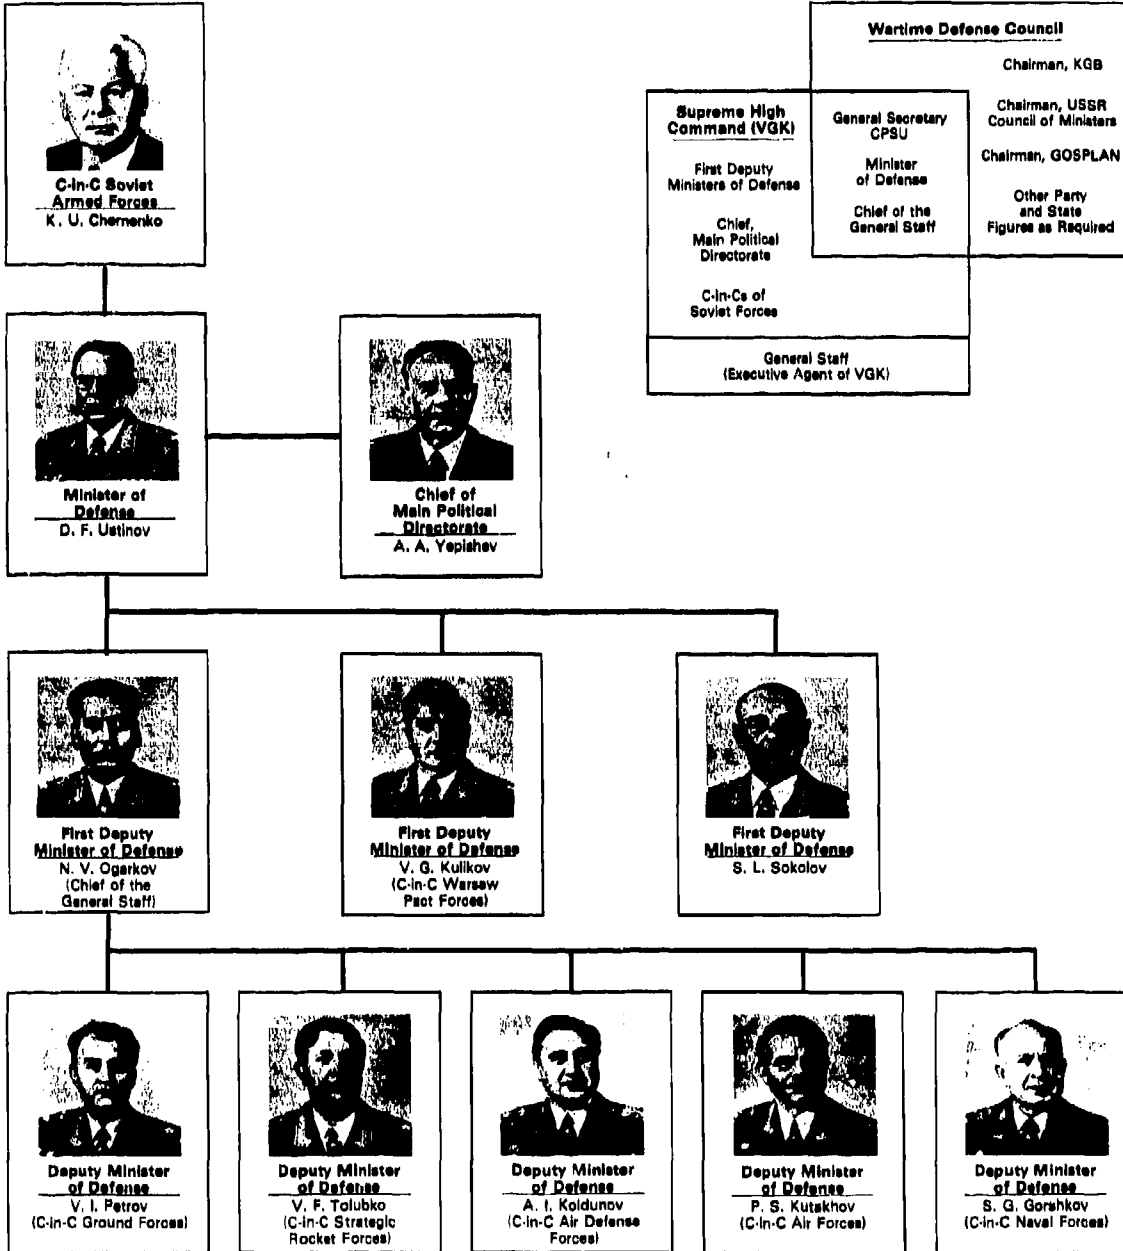 C-in-C Soviet
Armed Forces
K. U. Chernenko
Wartime Defense Council
Chairman, KGB
Chairman, USSR
Council of Ministers
Chairman, GOSPLAN
Other Party
and State
Figures as Required
General Secretary
CPSU
Minister
of Defense
Chief of the
General Staff
Supreme High
Command (VGK)
First Deputy
Ministers of Defense
Chief,
Main Political
Directorate
C-in-Cs of
Soviet Forces
General Staff
(Executive Agent of VGK)
Minister of
Defense
D. F. Ustinov
Chief of
Main Political
Directorate
A. A. Yepishev
First Deputy
Minister of Defense
N. V. Ogarkov
(Chief of the
General Staff)
First Deputy
Minister of Defense
V. G. Kulikov
(C-in-C Warsaw
Pact Forces)
First Deputy
Minister of Defense
S. L. Sokolov
Deputy Minister
of Defense
V. I. Petrov
(C-in-C Ground Forces)
Deputy Minister
of Defense
V. F. Tolubko
(C-in-C Strategic
Rocket Forces)
Deputy Minister
of Defense
A. I. Koldunov
(C-in-C Air Defense
Forces)
Deputy Minister
of Defense
P. S. Kutakhov
(C-in-C Air Forces)
Deputy Minister
of Defense
S. G. Gorshkov
(C-in-C Naval Forces)